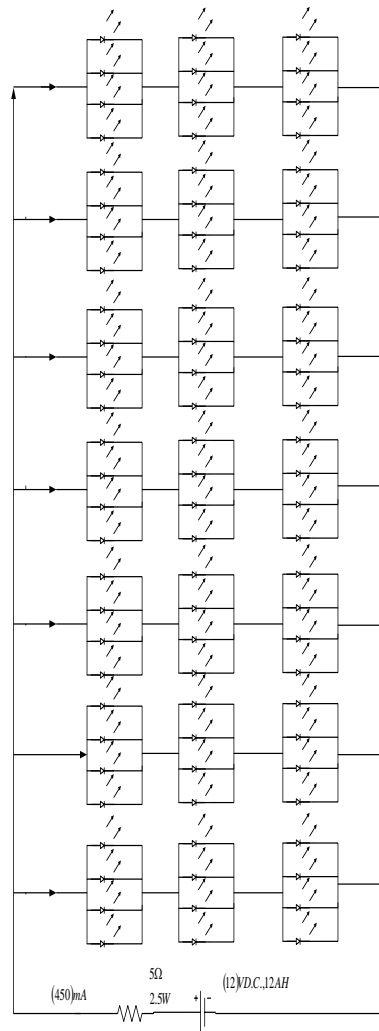 5Ω
(450)mA
2.5W
(12)VD.C.,12AH
+
-